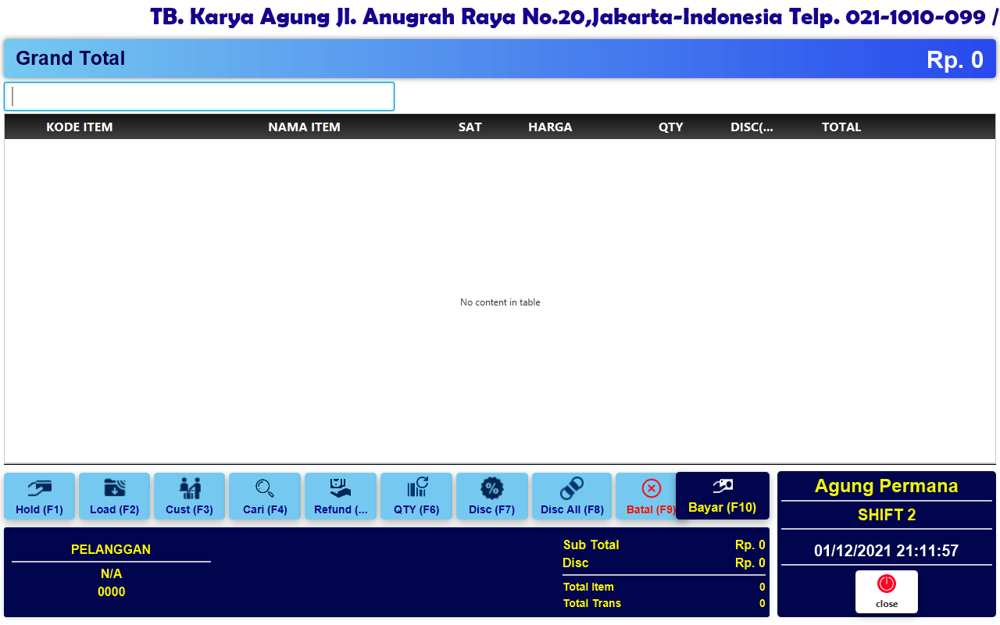 TB. Karya Agung Jl. Anugrah Raya No.20,Jakarta-Indonesia Telp. 021-1010-099 /
Grand Total Rp. 0
KODE ITEM NAMA ITEM SAT HARGA QTY DISC(... TOTAL
No content in table
Hold (F1) Load (F2) Cust (F3) Cari (F4) Refund (... QTY (F6) Disc (F7) Disc All (F8) Batal (F9) Bayar (F10)
PELANGGAN
N/A
0000
Sub Total Rp. 0
Disc Rp. 0
Total Item 0
Total Trans 0
Agung Permana
SHIFT 2
01/12/2021 21:11:57
close